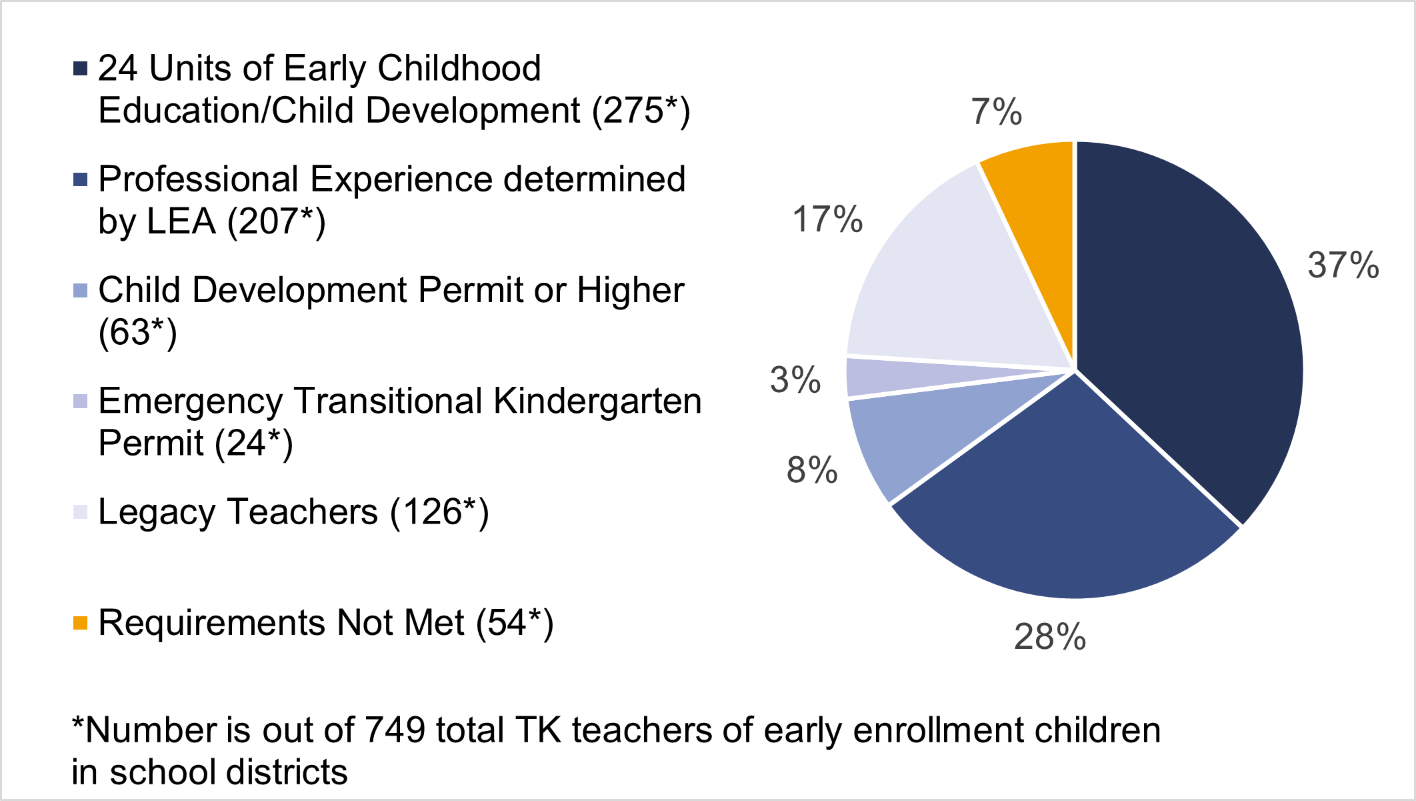 24 Units of Early Childhood
Education/Child Development (275*)
Professional Experience determined
by LEA (207*)
Child Development Permit or Higher
(63*)
Emergency Transitional Kindergarten
Permit (24*)
Legacy Teachers (126*)
Requirements Not Met (54*)
7%
17%
37%
3%
8%
28%
*Number is out of 749 total TK teachers of early enrollment children
in school districts